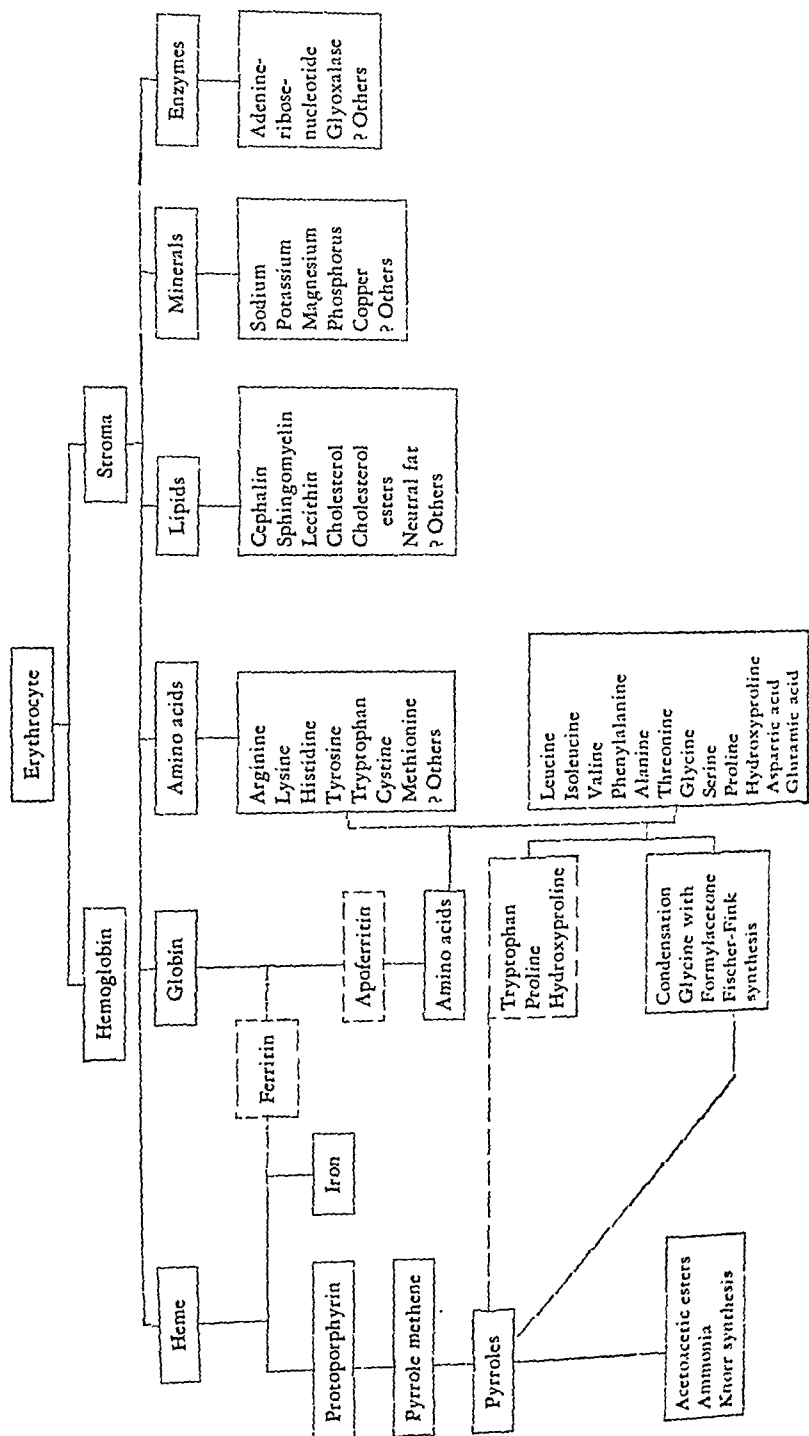 Erythrocyte
Hemoglobin
Stroma
Heme
Globin
Amino acids
Lipids
Minerals
Enzymes
Ferritin
Iron
Protoporphyrin
Pyrrole methene
Pyrroles
Acetoacetic esters
Ammonia
Knorr synthesis
Apoferritin
Amino acids
Tryptophan
Proline
Hydroxyproline
Condensation
Glycine with
Formylacetone
Fischer-Fink
synthesis
Arginine
Lysine
Histidine
Tyrosine
Tryptophan
Cystine
Methionine
? Others
Leucine
Isoleucine
Valine
Phenylalanine
Alanine
Threonine
Glycine
Serine
Proline
Hydroxyproline
Aspartic acid
Glutamic acid
Cephalin
Sphingomyelin
Lecithin
Cholesterol
Cholesterol
esters
Neutral fat
? Others
Sodium
Potassium
Magnesium
Phosphorus
Copper
? Others
Adenine-
ribose-
nucleotide
Glyoxalase
? Others